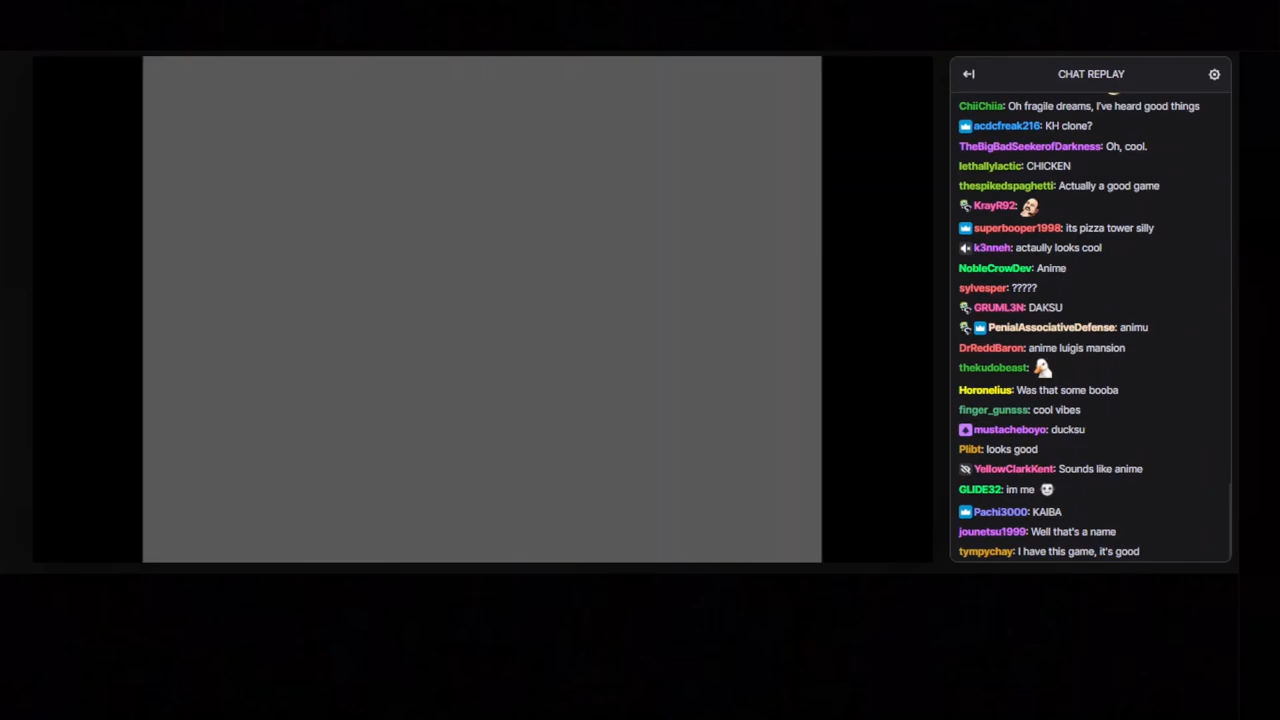 CHAT REPLAY
ChiiChiia: Oh fragile dreams, I've heard good things
acdcfreak216: KH clone?
TheBigBadSeekerofDarkness: Oh, cool.
lethallylactic: CHICKEN
thespikedspaghetti: Actually a good game
KrayR92:
superbooper1998: its pizza tower silly
k3nneh: actaully looks cool
NobleCrowDev: Anime
sylvesper: ?????
GRUML3N: DAKSU
PenialAssociativeDefense: animu
DrReddBaron: anime luigis mansion
thekudobeast:
Horonelius: Was that some booba
finger_gunsss: cool vibes
mustacheboyo: ducksu
Plibt: looks good
YellowClarkKent: Sounds like anime
GLIDE32: im me
Pachi3000: KAIBA
jounetsu1999: Well that's a name
tympychay: I have this game, it's good